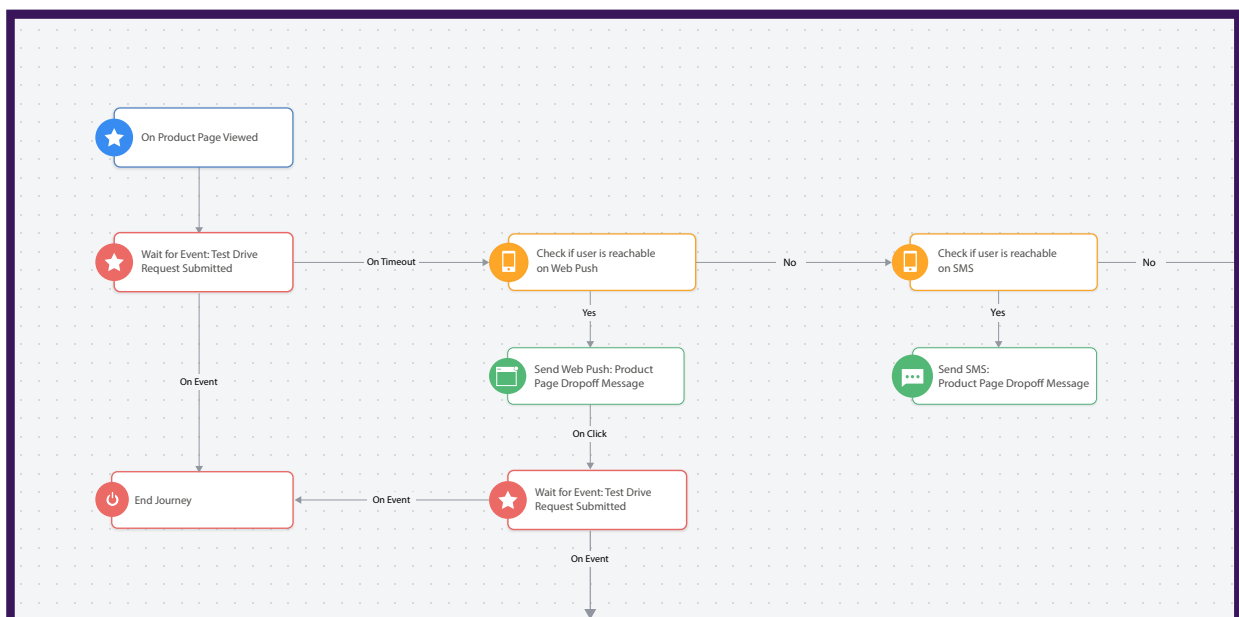 On Product Page Viewed
Wait for Event: Test Drive
Request Submitted
On Timeout
Check if user is reachable
on Web Push
No
Check if user is reachable
on SMS
No
Yes
Yes
Send Web Push: Product
Page Dropoff Message
Send SMS:
Product Page Dropoff Message
On Event
On Click
End Journey
On Event
Wait for Event: Test Drive
Request Submitted
On Event